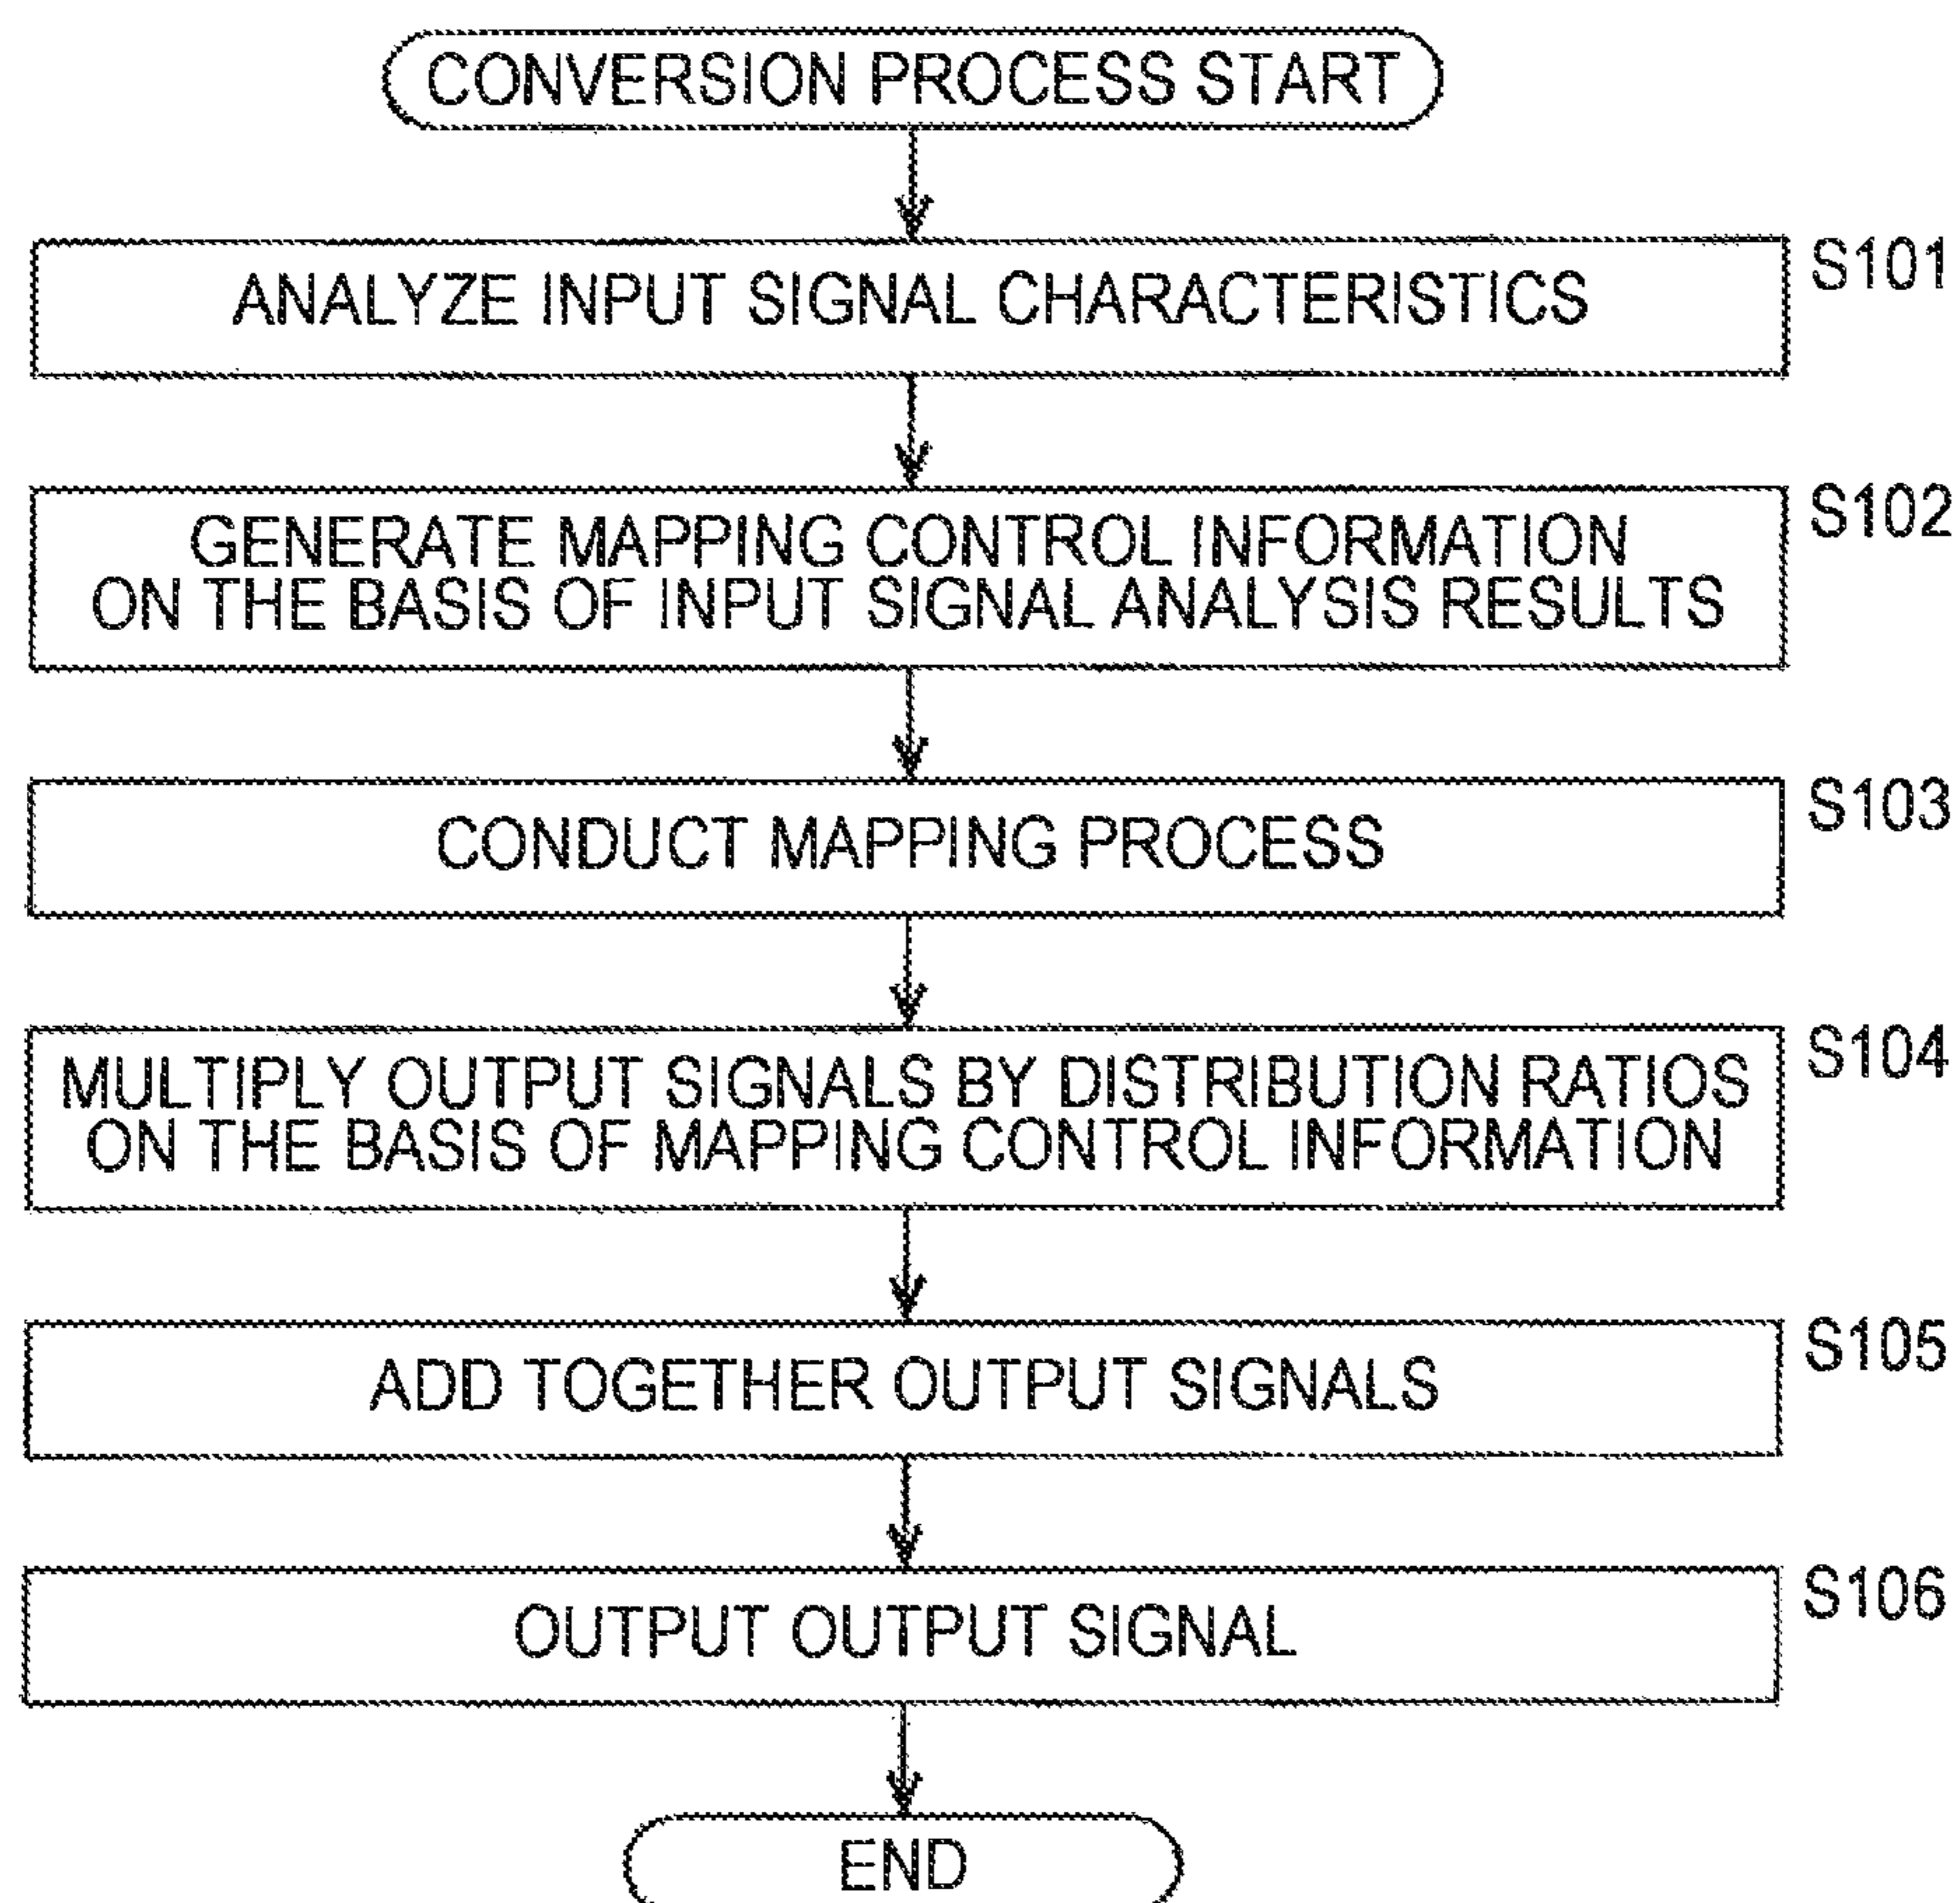 CONVERSION PROCESS START
ANALYZE INPUT SIGNAL CHARACTERISTICS
S101
GENERATE MAPPING CONTROL INFORMATION
ON THE BASIS OF INPUT SIGNAL ANALYSIS RESULTS
S102
CONDUCT MAPPING PROCESS
S103
MULTIPLY OUTPUT SIGNALS BY DISTRIBUTION RATIOS
ON THE BASIS OF MAPPING CONTROL INFORMATION
S104
ADD TOGETHER OUTPUT SIGNALS
S105
OUTPUT OUTPUT SIGNAL
S106
END